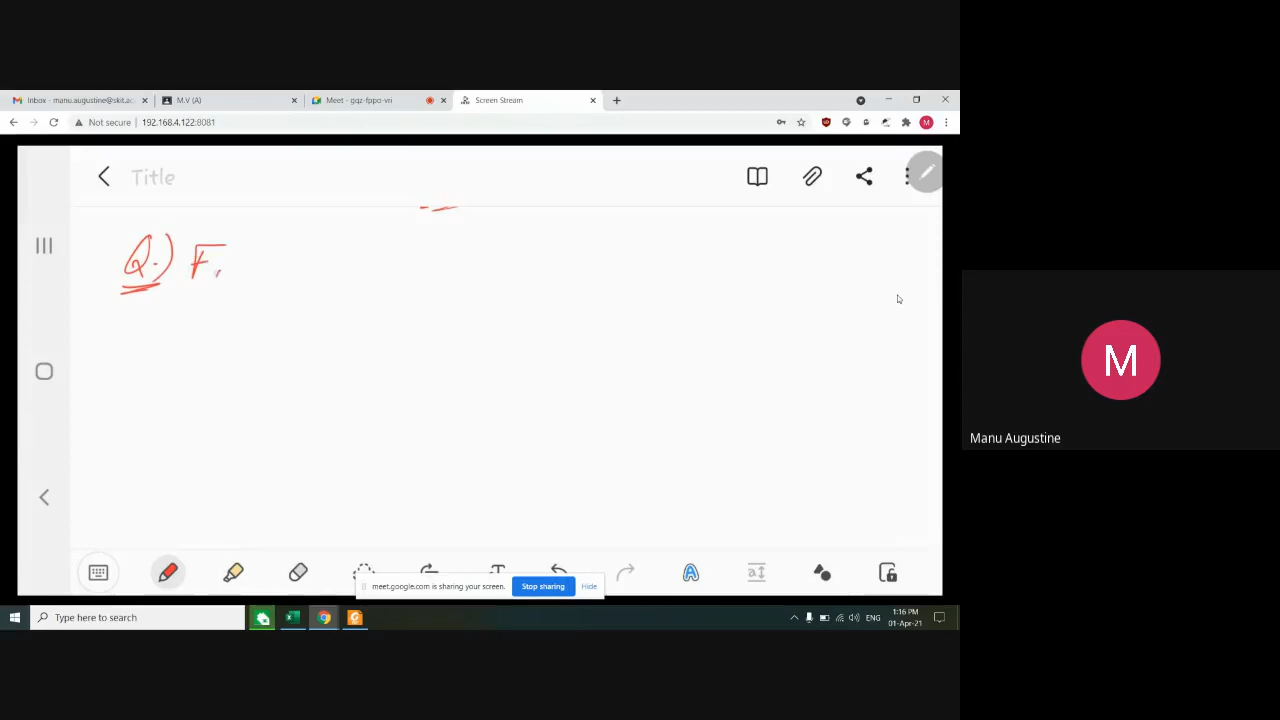 Inbox - manu.augustine@skit.ac M.V (A) Meet - gqz-fppo-vri Screen Stream
Not secure 192.168.4.122:8081 M
Title
Q.) F
T A aI
meet.google.com is sharing your screen. Stop sharing Hide
Type here to search ENG 1:16 PM
01-Apr-21
M
Manu Augustine